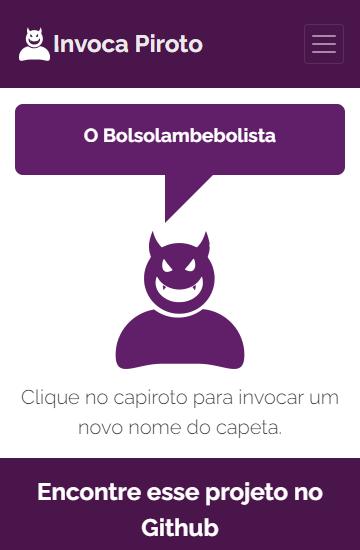 Invoca Piroto
O Bolsolambebolista
Clique no capiroto para invocar um
novo nome do capeta.
Encontre esse projeto no
Github